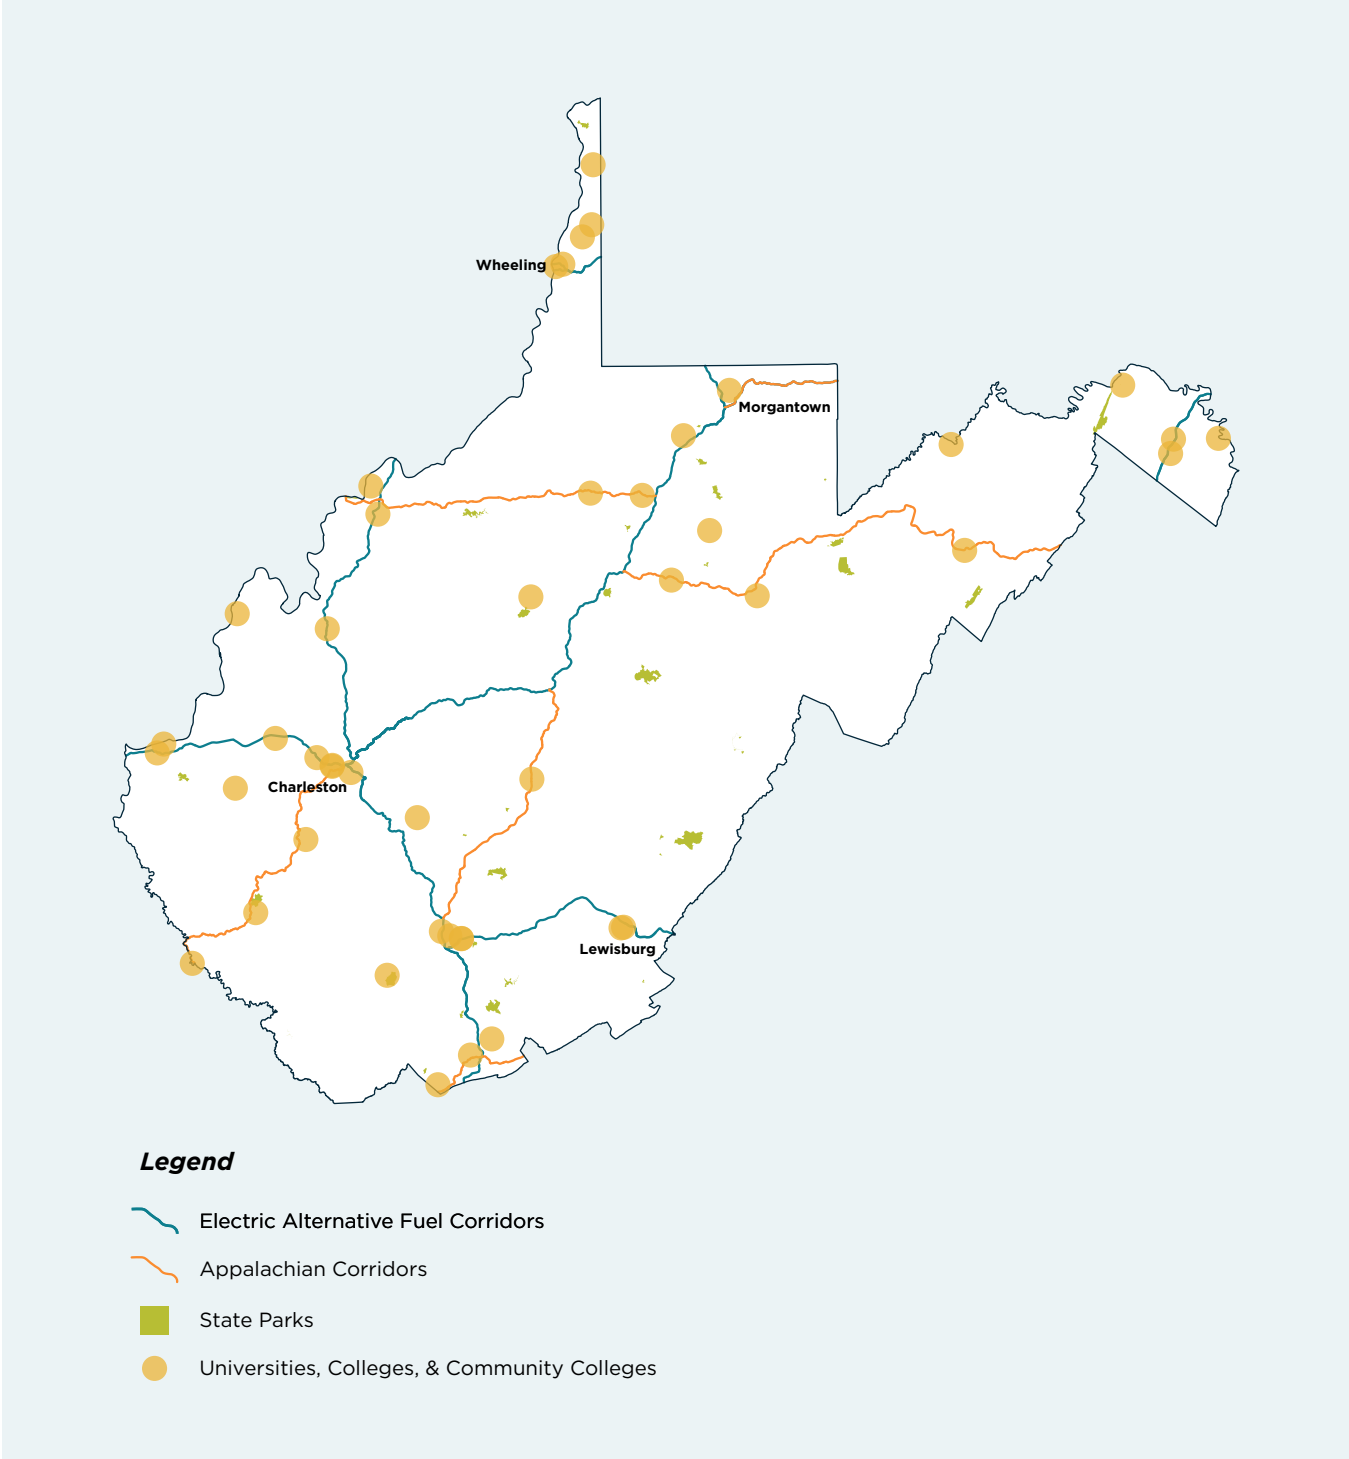 Wheeling
Morgantown
Charleston
Lewisburg
Legend
Electric Alternative Fuel Corridors
Appalachian Corridors
State Parks
Universities, Colleges, & Community Colleges